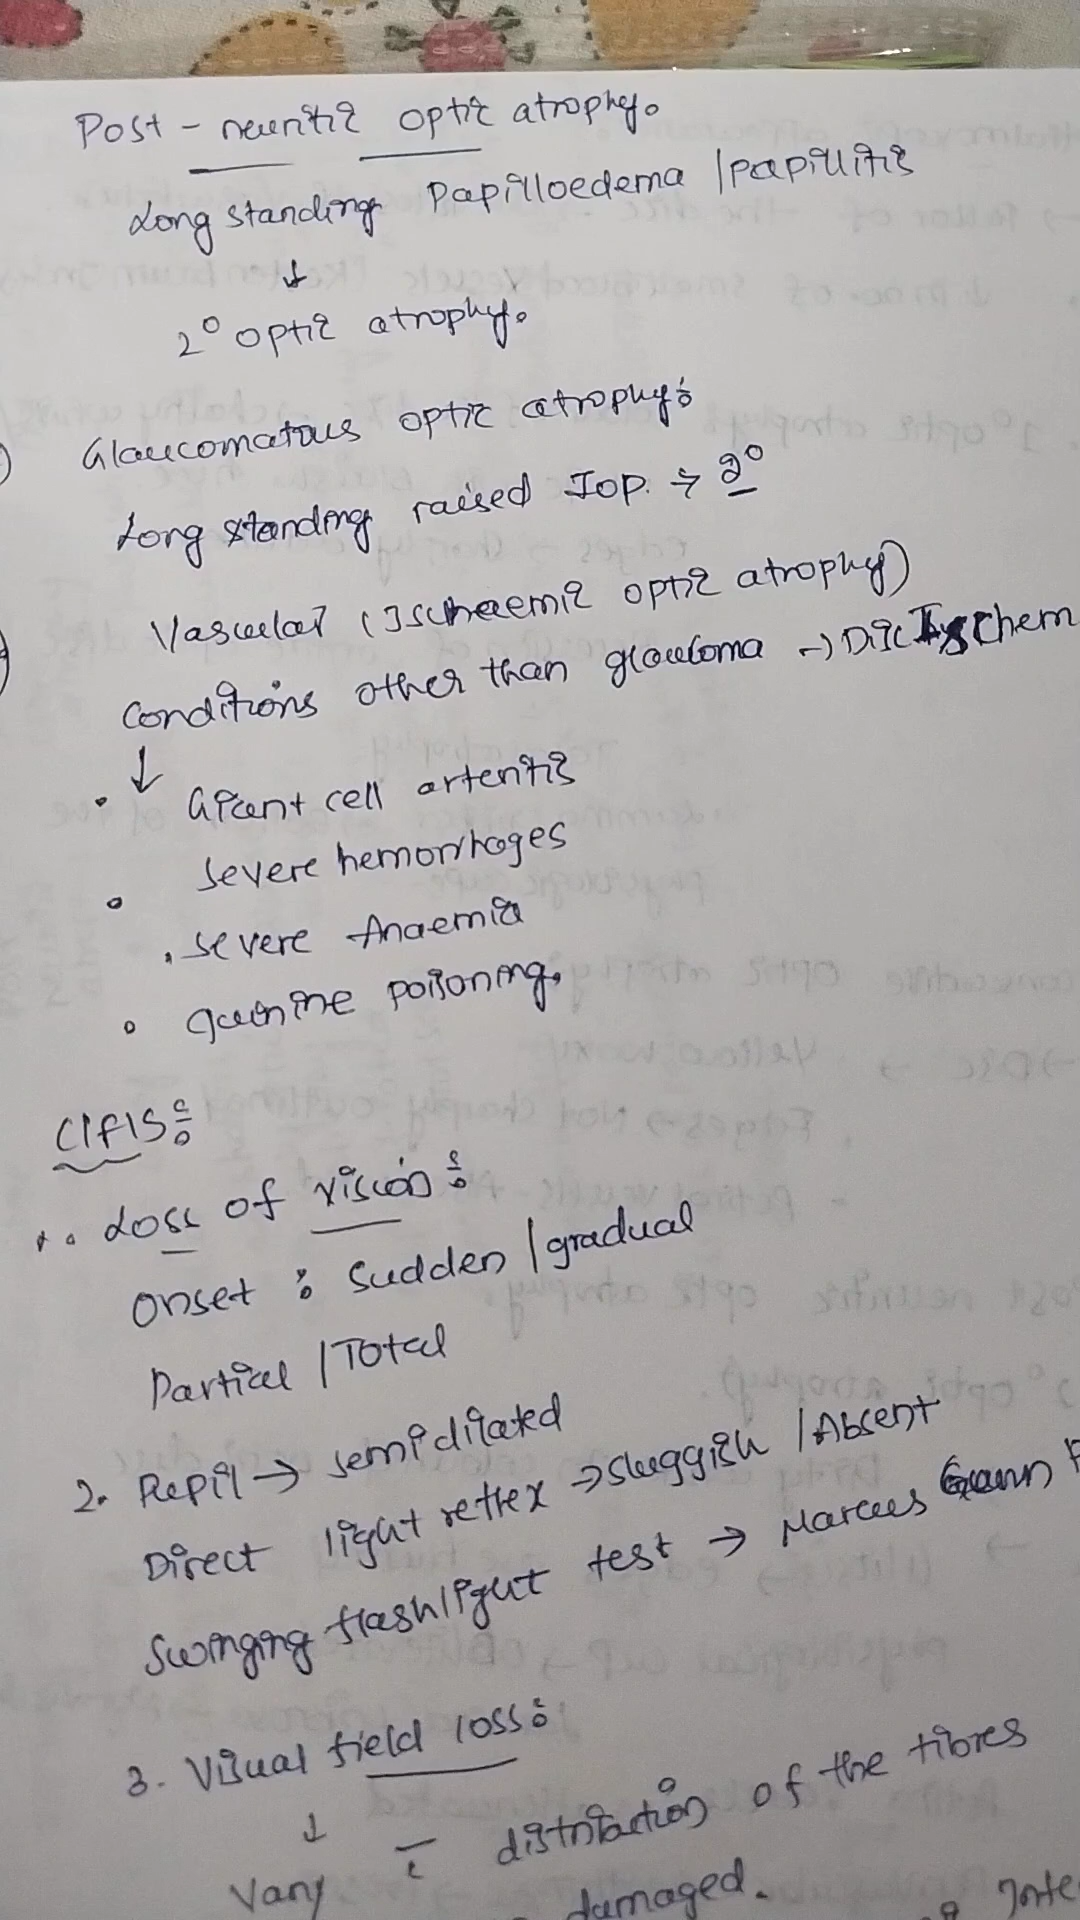 Post - neuritic optic atrophy.
Long standing Papilloedema / papillitis
↓
2° optic atrophy.
Glaucomatous optic atrophy:
Long standing raised IOP. → 2°
Vascular (Ischaemic optic atrophy)
Conditions other than glaucoma → Disc Ischem
↓
• Giant cell arteritis
• Severe hemorrhages
• Severe Anaemia
• Quinine poisoning.
C/F/S:
1. Loss of vision:
Onset : Sudden / gradual
Partial / Total
2. Pupil → semi dilated
Direct light reflex → Sluggish / Absent
Swinging flashlight test → Marcus Gunn P
3. Visual field loss:
↓
Vary c̄ distribution of the fibres
damaged.